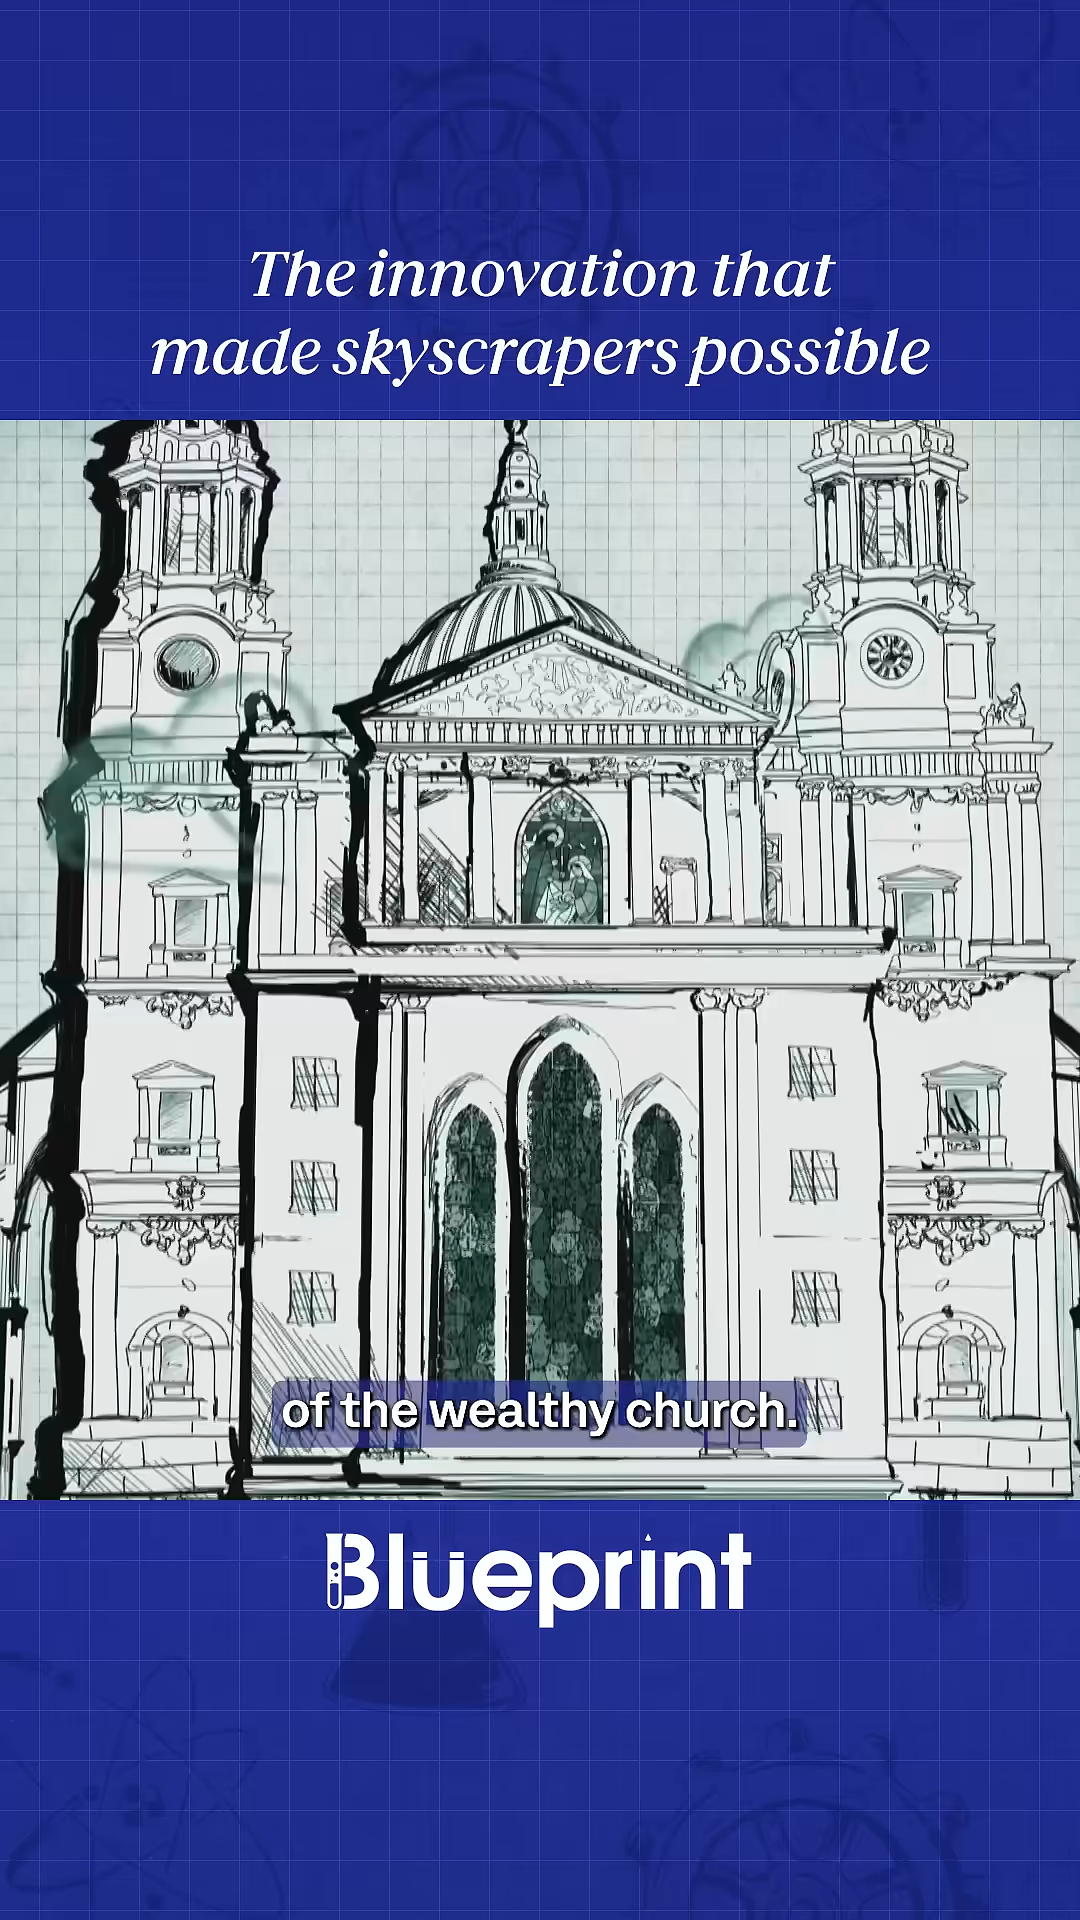 The innovation that
made skyscrapers possible
of the wealthy church.
Blueprint